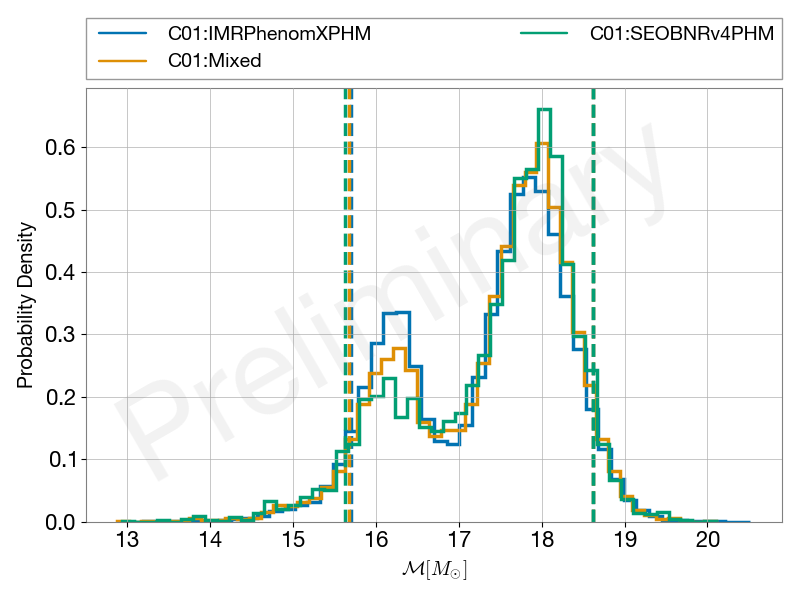 C01:IMRPhenomXPHM
C01:Mixed
C01:SEOBNRv4PHM
Preliminary
Probability Density
0.6
0.5
0.4
0.3
0.2
0.1
0.0
13 14 15 16 17 18 19 20
ℳ[M☉]